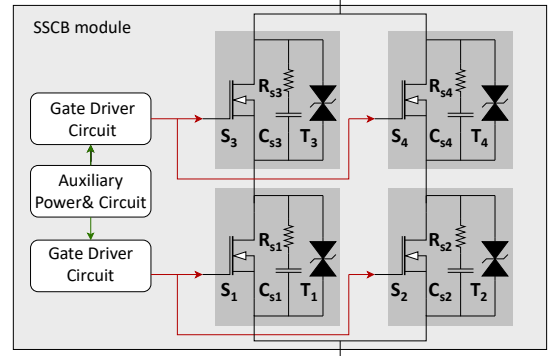 SSCB module
Gate Driver
Circuit
Auxiliary
Power& Circuit
Gate Driver
Circuit
Rs3
S3 Cs3 T3
Rs4
S4 Cs4 T4
Rs1
S1 Cs1 T1
Rs2
S2 Cs2 T2